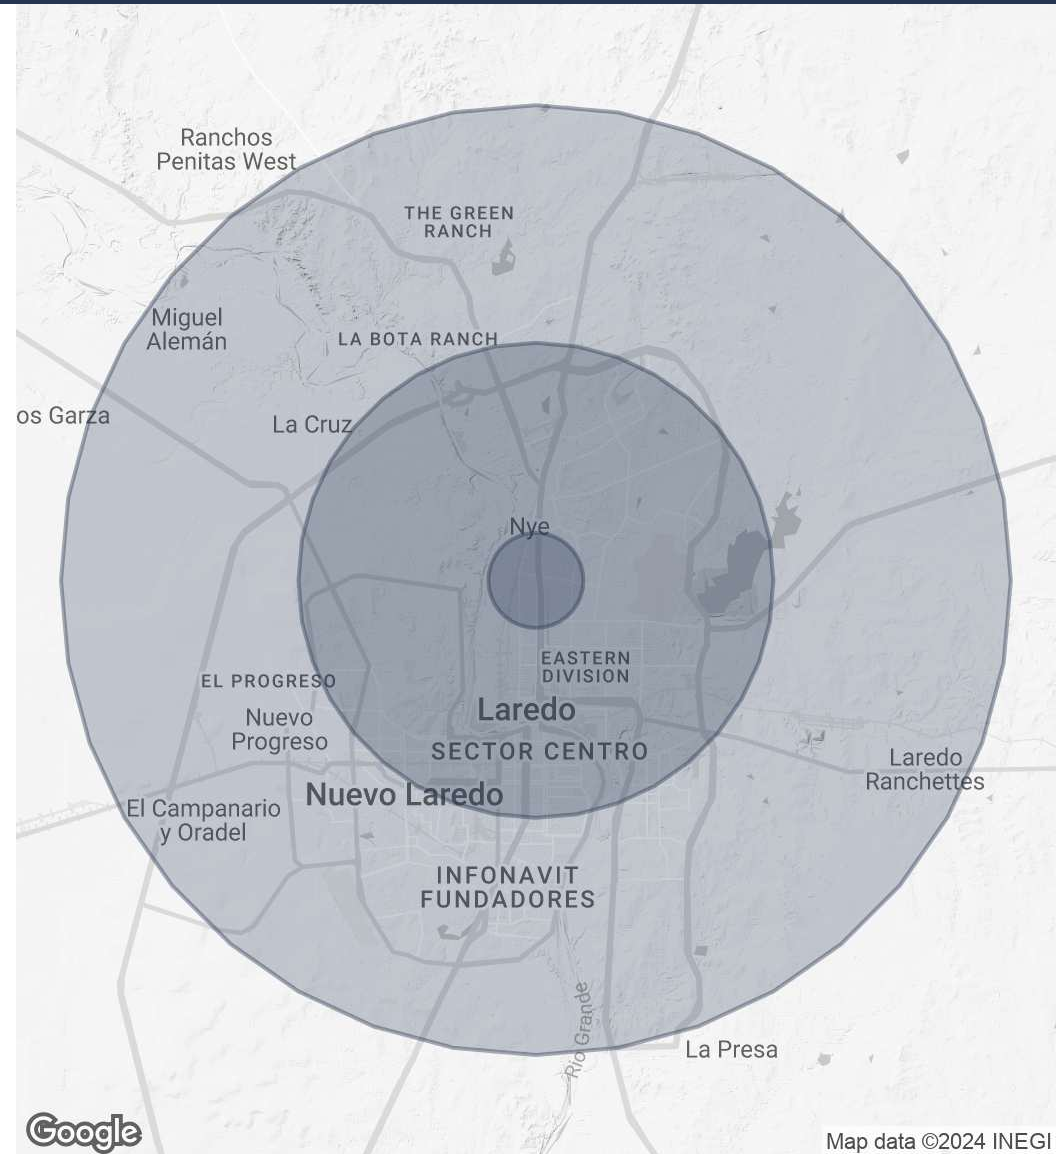 Ranchos
Penitas West
THE GREEN
RANCH
Miguel
Alemán
LA BOTA RANCH
os Garza
La Cruz
Nye
EASTERN
DIVISION
EL PROGRESO
Laredo
Nuevo
Progreso
SECTOR CENTRO
Laredo
Ranchettes
Nuevo Laredo
El Campanario
y Oradel
INFONAVIT
FUNDADORES
Rio Grande
La Presa
Google
Map data ©2024 INEGI